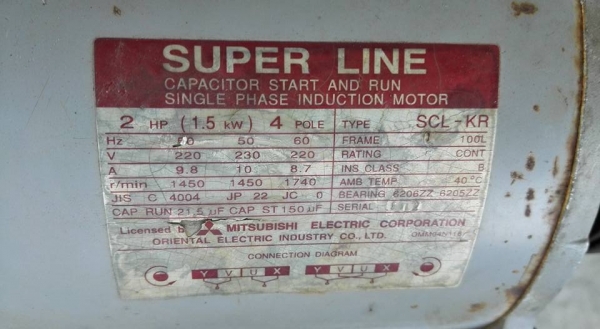 SUPER LINE
CAPACITOR START AND RUN
SINGLE PHASE INDUCTION MOTOR
2 HP (1.5 kW) 4 POLE TYPE SCL-KR
Hz 50 50 60 FRAME 100L
V 220 230 220 RATING CONT
A 9.8 10 8.7 INS CLASS B
r/min 1450 1450 1740 AMB TEMP. 40°C
JIS C 4004 JP 22 JC 0 BEARING 6206ZZ 6205ZZ
CAP RUN 21.5 µF CAP ST 150 µF SERIAL
Licensed by MITSUBISHI ELECTRIC CORPORATION
ORIENTAL ELECTRIC INDUSTRY CO., LTD.
CONNECTION DIAGRAM
Y V U X Y V U X